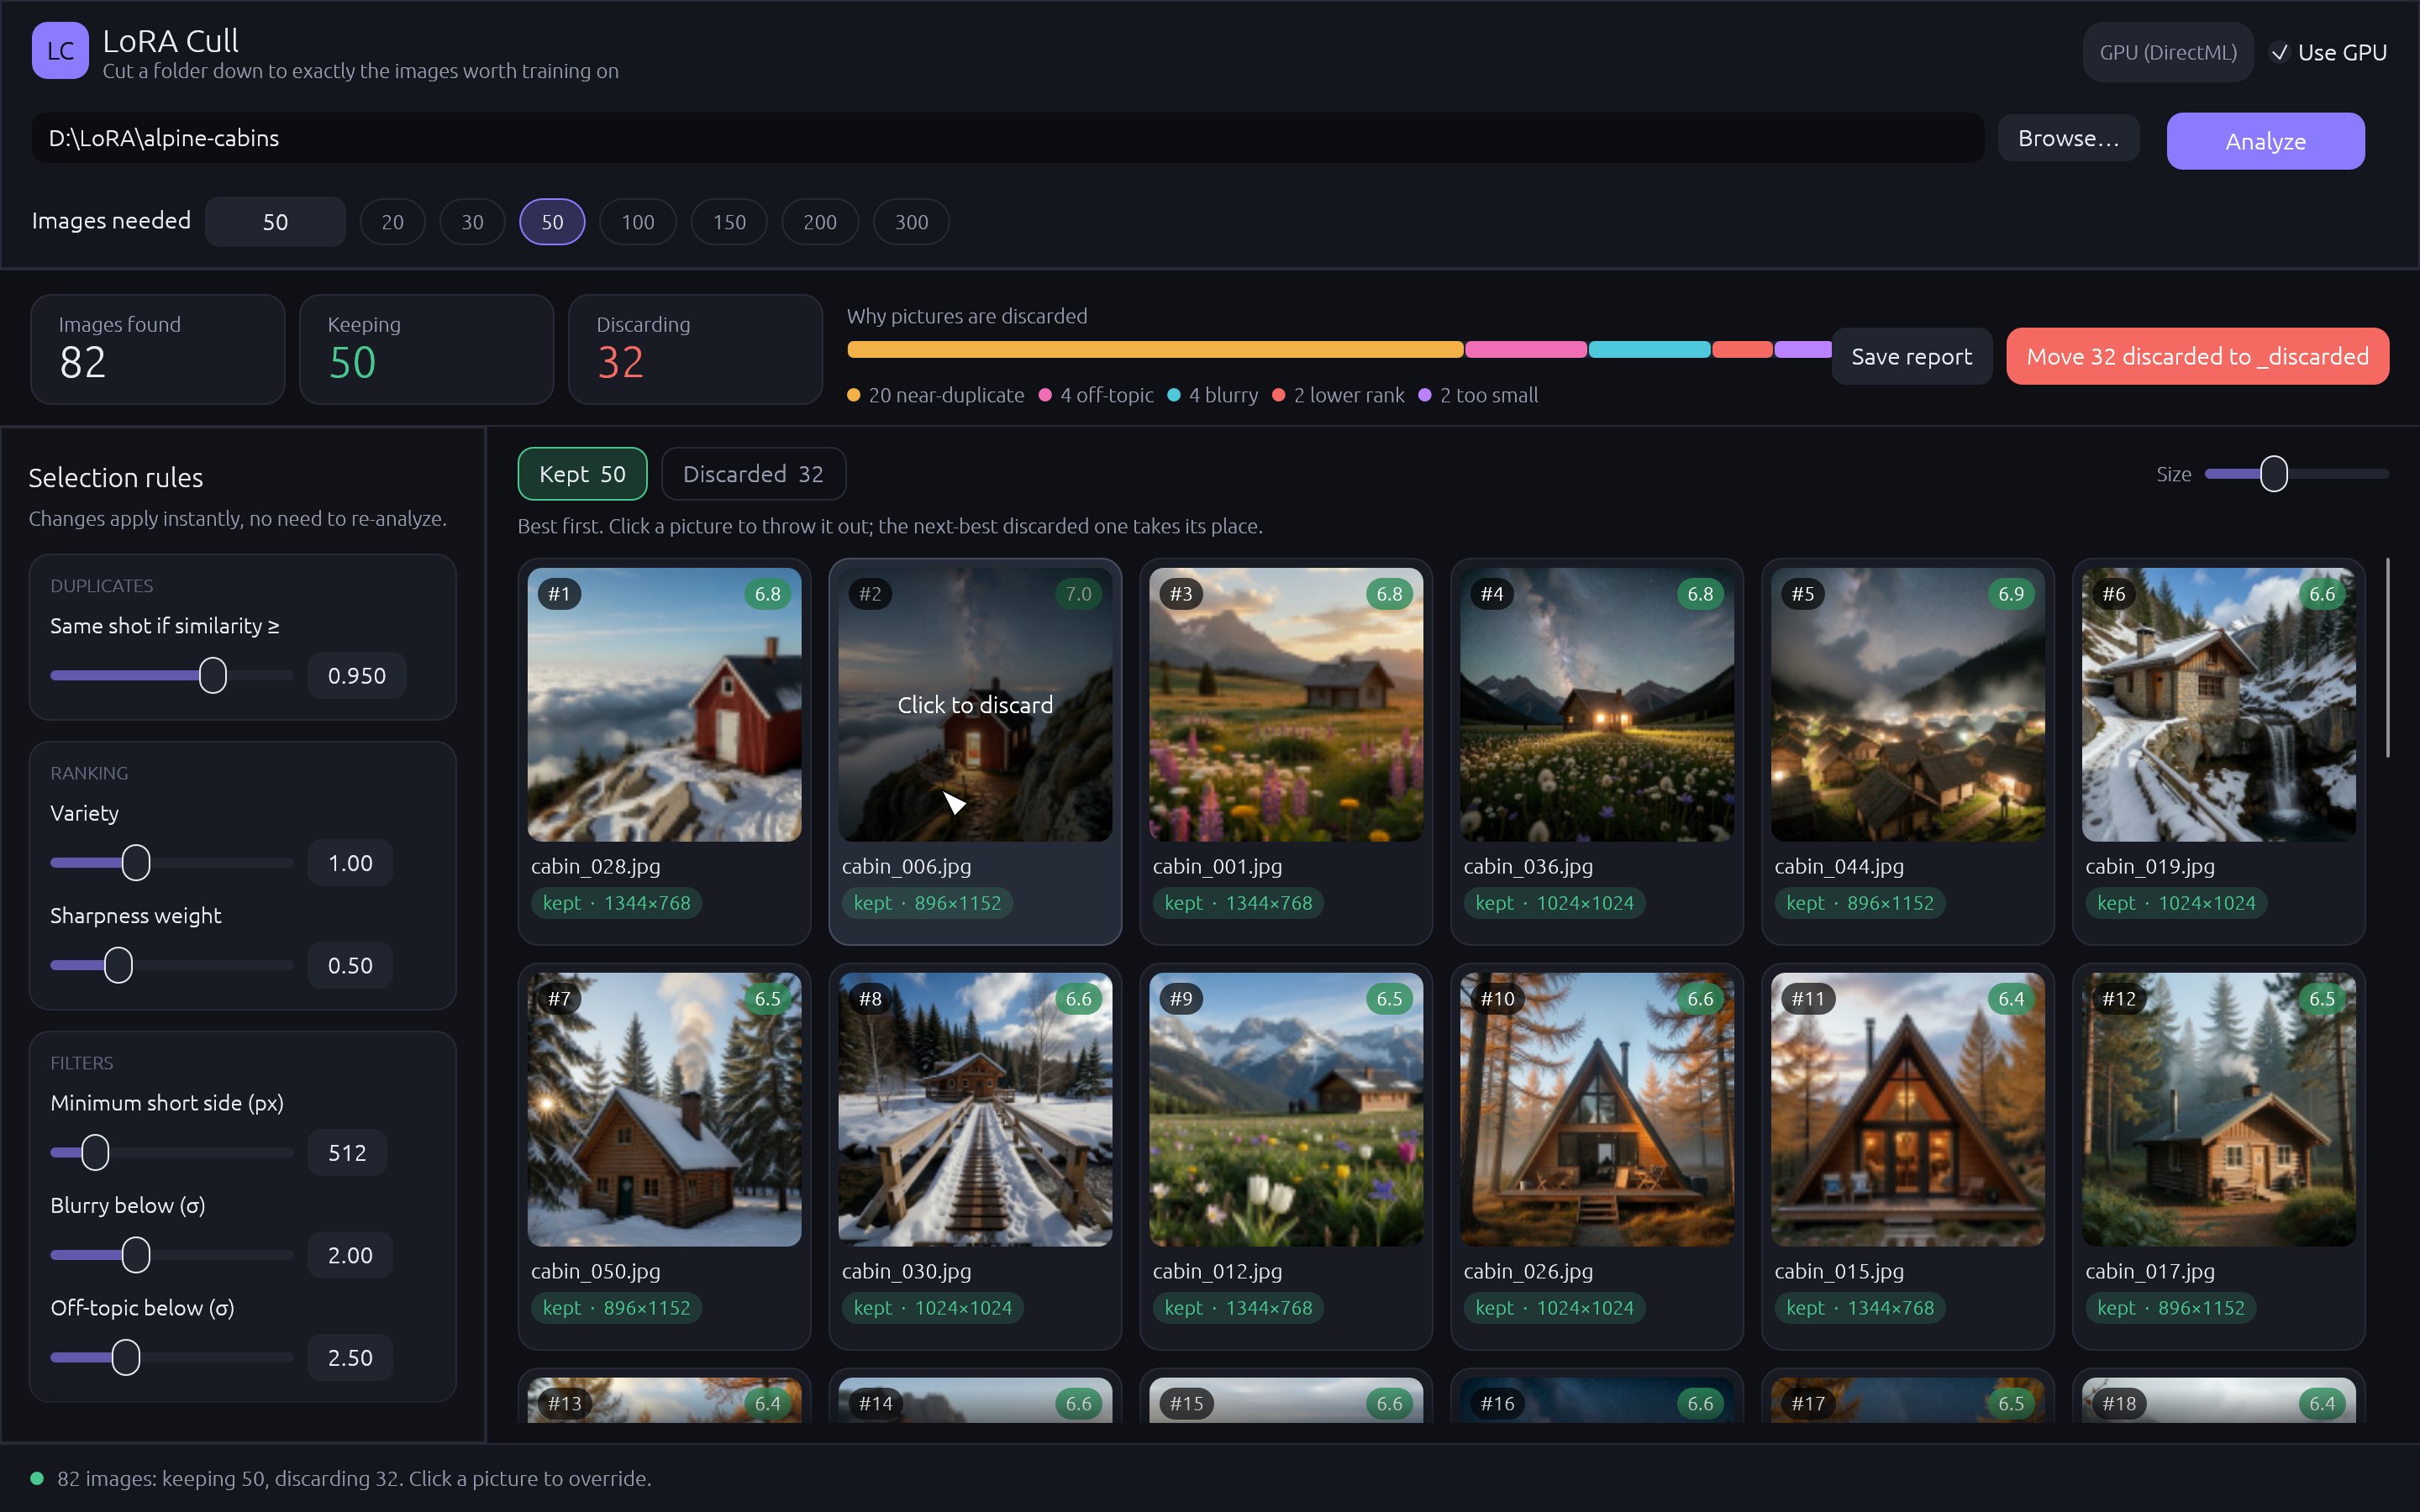 LC
LoRA Cull
Cut a folder down to exactly the images worth training on
GPU (DirectML)
Use GPU
D:\LoRA\alpine-cabins
Browse...
Analyze
Images needed
50
20
30
50
100
150
200
300
Images found
82
Keeping
50
Discarding
32
Why pictures are discarded
20 near-duplicate
4 off-topic
4 blurry
2 lower rank
2 too small
Save report
Move 32 discarded to _discarded
Selection rules
Changes apply instantly, no need to re-analyze.
DUPLICATES
Same shot if similarity ≥
0.950
RANKING
Variety
1.00
Sharpness weight
0.50
FILTERS
Minimum short side (px)
512
Blurry below (σ)
2.00
Off-topic below (σ)
2.50
Kept 50
Discarded 32
Size
Best first. Click a picture to throw it out; the next-best discarded one takes its place.
#1
6.8
cabin_028.jpg
kept · 1344×768
#2
7.0
Click to discard
cabin_006.jpg
kept · 896×1152
#3
6.8
cabin_001.jpg
kept · 1344×768
#4
6.8
cabin_036.jpg
kept · 1024×1024
#5
6.9
cabin_044.jpg
kept · 896×1152
#6
6.6
cabin_019.jpg
kept · 1024×1024
#7
6.5
cabin_050.jpg
kept · 896×1152
#8
6.6
cabin_030.jpg
kept · 1024×1024
#9
6.5
cabin_012.jpg
kept · 1344×768
#10
6.6
cabin_026.jpg
kept · 1024×1024
#11
6.4
cabin_015.jpg
kept · 1344×768
#12
6.5
cabin_017.jpg
kept · 896×1152
#13
6.4
#14
6.6
#15
6.6
#16
6.6
#17
6.5
#18
6.4
82 images: keeping 50, discarding 32. Click a picture to override.